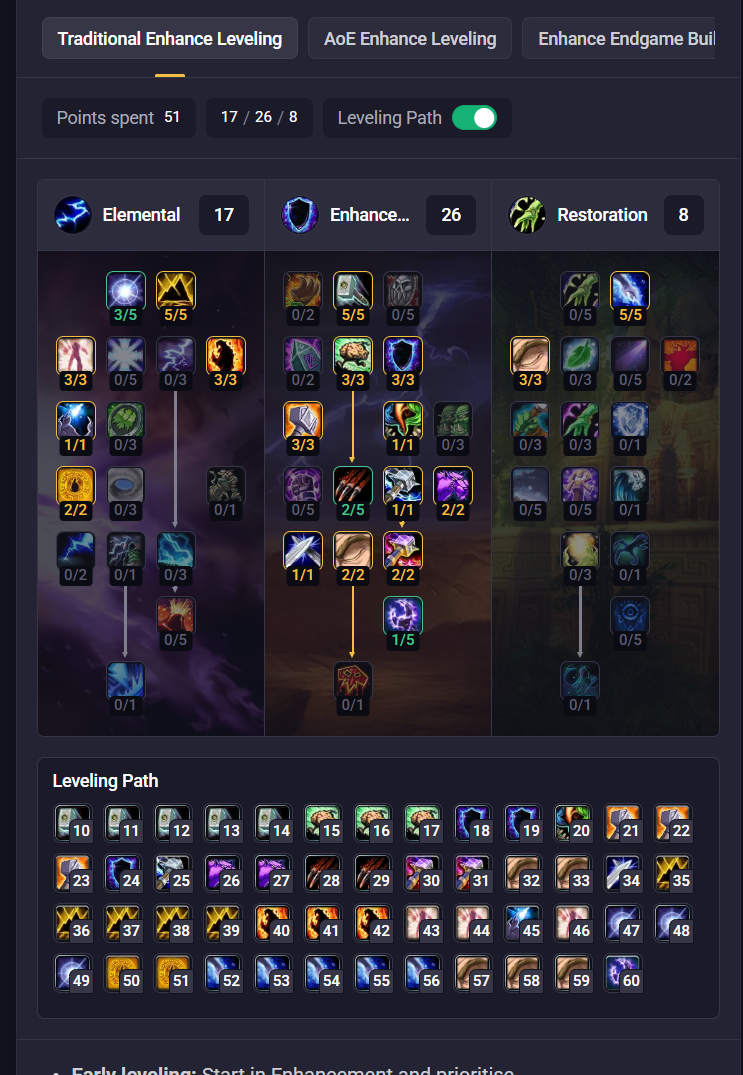 Traditional Enhance Leveling AoE Enhance Leveling Enhance Endgame Buil
Points spent 51 17 / 26 / 8 Leveling Path
Elemental 17 Enhance... 26 Restoration 8
3/5 5/5 0/2 5/5 0/5 0/5 5/5
3/3 0/5 0/3 3/3 0/2 3/3 3/3 3/3 0/3 0/5 0/2
1/1 0/3 3/3 1/1 0/3 0/3 0/3 0/1
2/2 0/3 0/1 0/5 2/5 1/1 2/2 0/5 0/5 0/1
0/2 0/1 0/3 1/1 2/2 2/2 0/3 0/1
0/5 1/5 0/5
0/1 0/1 0/1
Leveling Path
10 11 12 13 14 15 16 17 18 19 20 21 22
23 24 25 26 27 28 29 30 31 32 33 34 35
36 37 38 39 40 41 42 43 44 45 46 47 48
49 50 51 52 53 54 55 56 57 58 59 60
• Early leveling: Start in Enhancement and prioritise